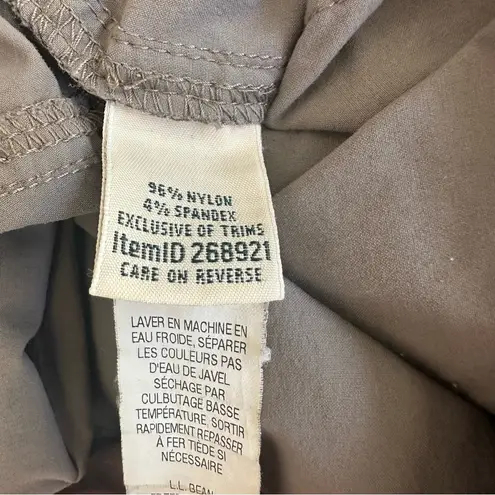 96% NYLON
4% SPANDEX
EXCLUSIVE OF TRIMS
ItemID 268921
CARE ON REVERSE
LAVER EN MACHINE EN
EAU FROIDE, SÉPARER
LES COULEURS PAS
D'EAU DE JAVEL
SÉCHAGE PAR
CULBUTAGE BASSE
TEMPÉRATURE, SORTIR
RAPIDEMENT REPASSER
À FER TIÈDE SI
NÉCESSAIRE
L.L. BEAN